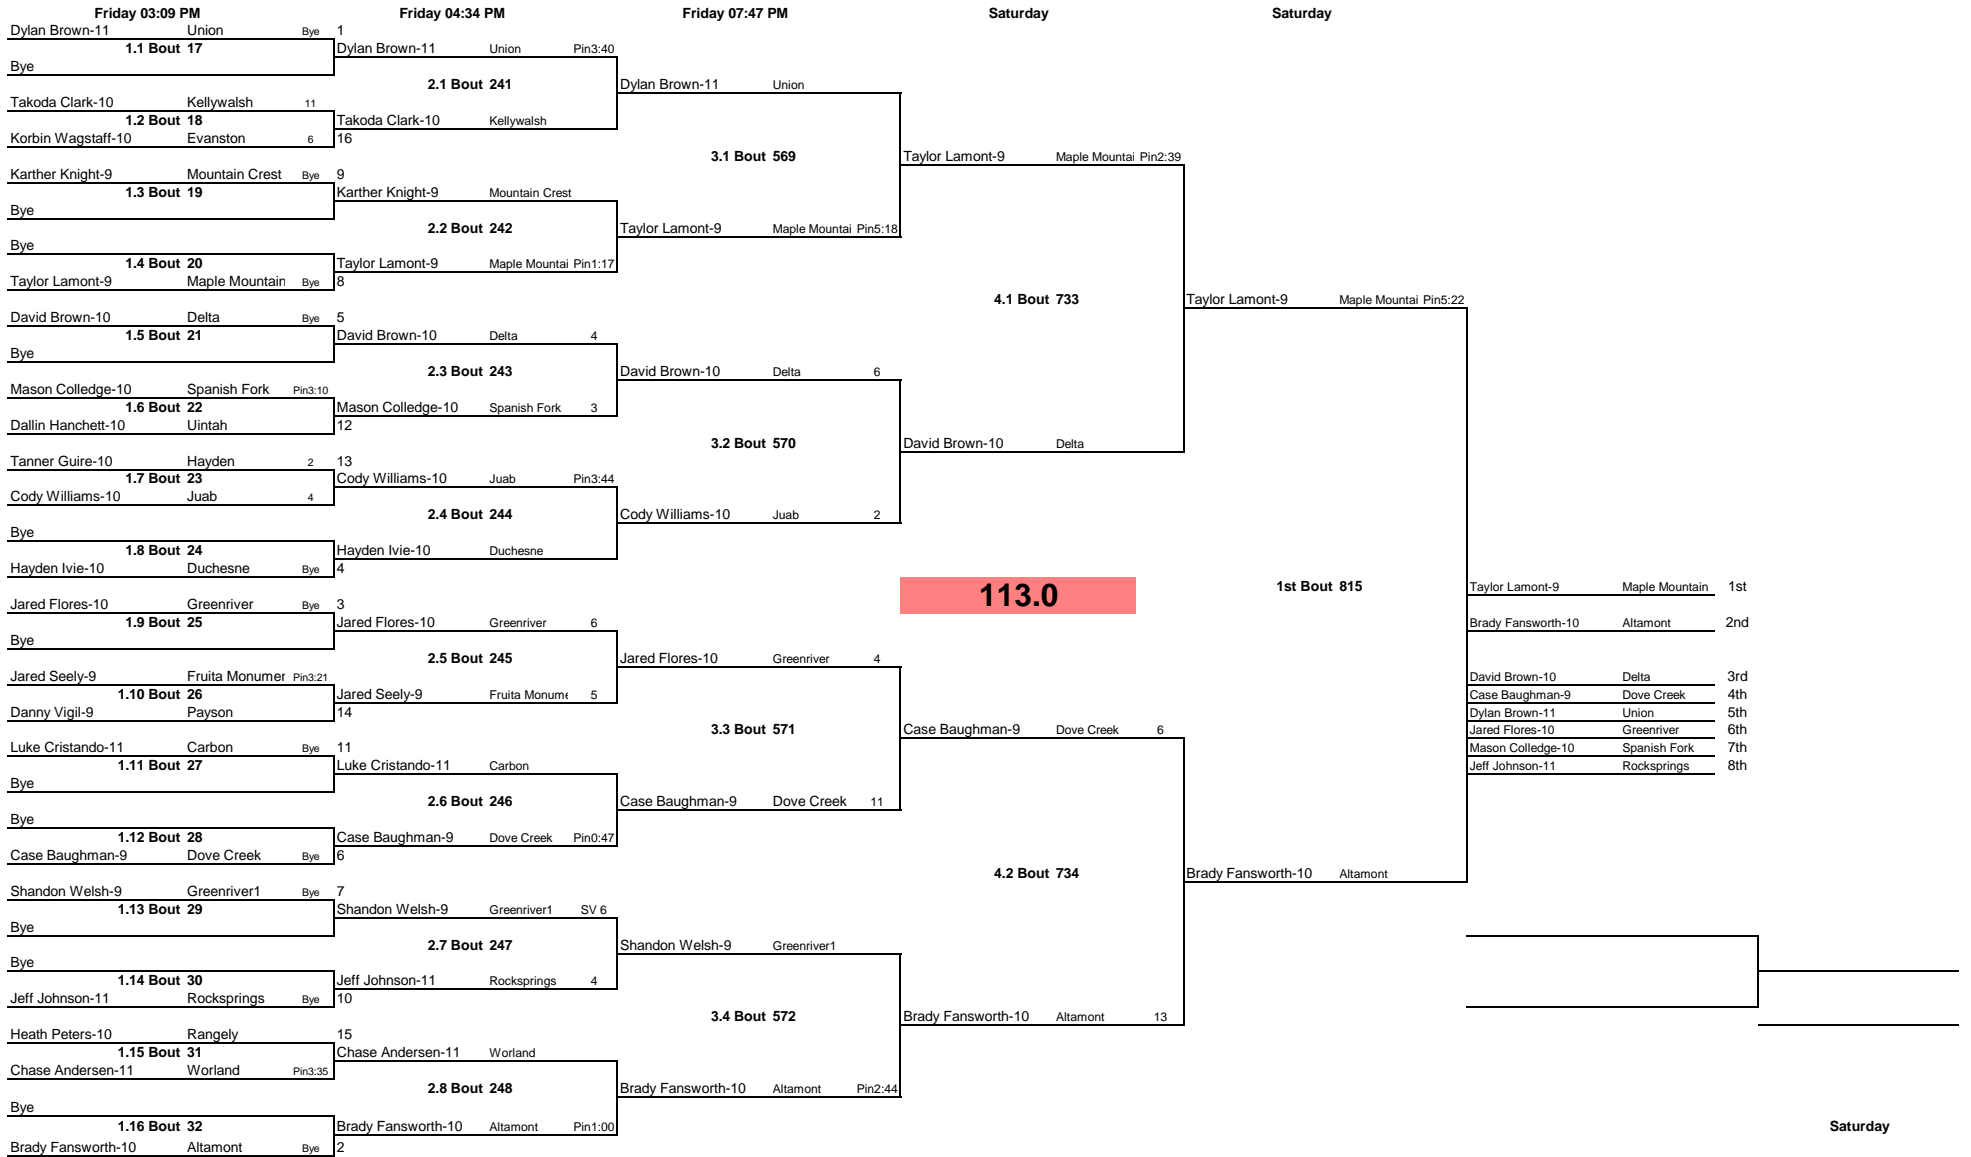 Friday 03:09 PM Friday 04:34 PM Friday 07:47 PM Saturday Saturday
Dylan Brown-11 Union Bye 1
1.1 Bout 17 Dylan Brown-11 Union Pin3:40
Bye
2.1 Bout 241 Dylan Brown-11 Union
Takoda Clark-10 Kellywalsh 11
1.2 Bout 18 Takoda Clark-10 Kellywalsh
Korbin Wagstaff-10 Evanston 6 16
3.1 Bout 569 Taylor Lamont-9 Maple Mountai Pin2:39
Karther Knight-9 Mountain Crest Bye 9
1.3 Bout 19 Karther Knight-9 Mountain Crest
Bye
2.2 Bout 242 Taylor Lamont-9 Maple Mountai Pin5:18
Bye
1.4 Bout 20 Taylor Lamont-9 Maple Mountai Pin1:17
Taylor Lamont-9 Maple Mountain Bye 8
4.1 Bout 733 Taylor Lamont-9 Maple Mountai Pin5:22
David Brown-10 Delta Bye 5
1.5 Bout 21 David Brown-10 Delta 4
Bye
2.3 Bout 243 David Brown-10 Delta 6
Mason Colledge-10 Spanish Fork Pin3:10
1.6 Bout 22 Mason Colledge-10 Spanish Fork 3
Dallin Hanchett-10 Uintah 12
3.2 Bout 570 David Brown-10 Delta
Tanner Guire-10 Hayden 2 13
1.7 Bout 23 Cody Williams-10 Juab Pin3:44
Cody Williams-10 Juab 4
2.4 Bout 244 Cody Williams-10 Juab 2
Bye
1.8 Bout 24 Hayden Ivie-10 Duchesne
Hayden Ivie-10 Duchesne Bye 4
113.0 1st Bout 815 Taylor Lamont-9 Maple Mountain 1st
Jared Flores-10 Greenriver Bye 3
1.9 Bout 25 Jared Flores-10 Greenriver 6 Brady Fansworth-10 Altamont 2nd
Bye
2.5 Bout 245 Jared Flores-10 Greenriver 4
Jared Seely-9 Fruita Monumer Pin3:21 David Brown-10 Delta 3rd
1.10 Bout 26 Jared Seely-9 Fruita Monume 5 Case Baughman-9 Dove Creek 4th
Danny Vigil-9 Payson 14 Dylan Brown-11 Union 5th
3.3 Bout 571 Case Baughman-9 Dove Creek 6 Jared Flores-10 Greenriver 6th
Luke Cristando-11 Carbon Bye 11 Mason Colledge-10 Spanish Fork 7th
1.11 Bout 27 Luke Cristando-11 Carbon Jeff Johnson-11 Rocksprings 8th
Bye
2.6 Bout 246 Case Baughman-9 Dove Creek 11
Bye
1.12 Bout 28 Case Baughman-9 Dove Creek Pin0:47
Case Baughman-9 Dove Creek Bye 6
4.2 Bout 734 Brady Fansworth-10 Altamont
Shandon Welsh-9 Greenriver1 Bye 7
1.13 Bout 29 Shandon Welsh-9 Greenriver1 SV 6
Bye
2.7 Bout 247 Shandon Welsh-9 Greenriver1
Bye
1.14 Bout 30 Jeff Johnson-11 Rocksprings 4
Jeff Johnson-11 Rocksprings Bye 10
3.4 Bout 572 Brady Fansworth-10 Altamont 13
Heath Peters-10 Rangely 15
1.15 Bout 31 Chase Andersen-11 Worland
Chase Andersen-11 Worland Pin3:35
2.8 Bout 248 Brady Fansworth-10 Altamont Pin2:44
Bye
1.16 Bout 32 Brady Fansworth-10 Altamont Pin1:00 Saturday
Brady Fansworth-10 Altamont Bye 2